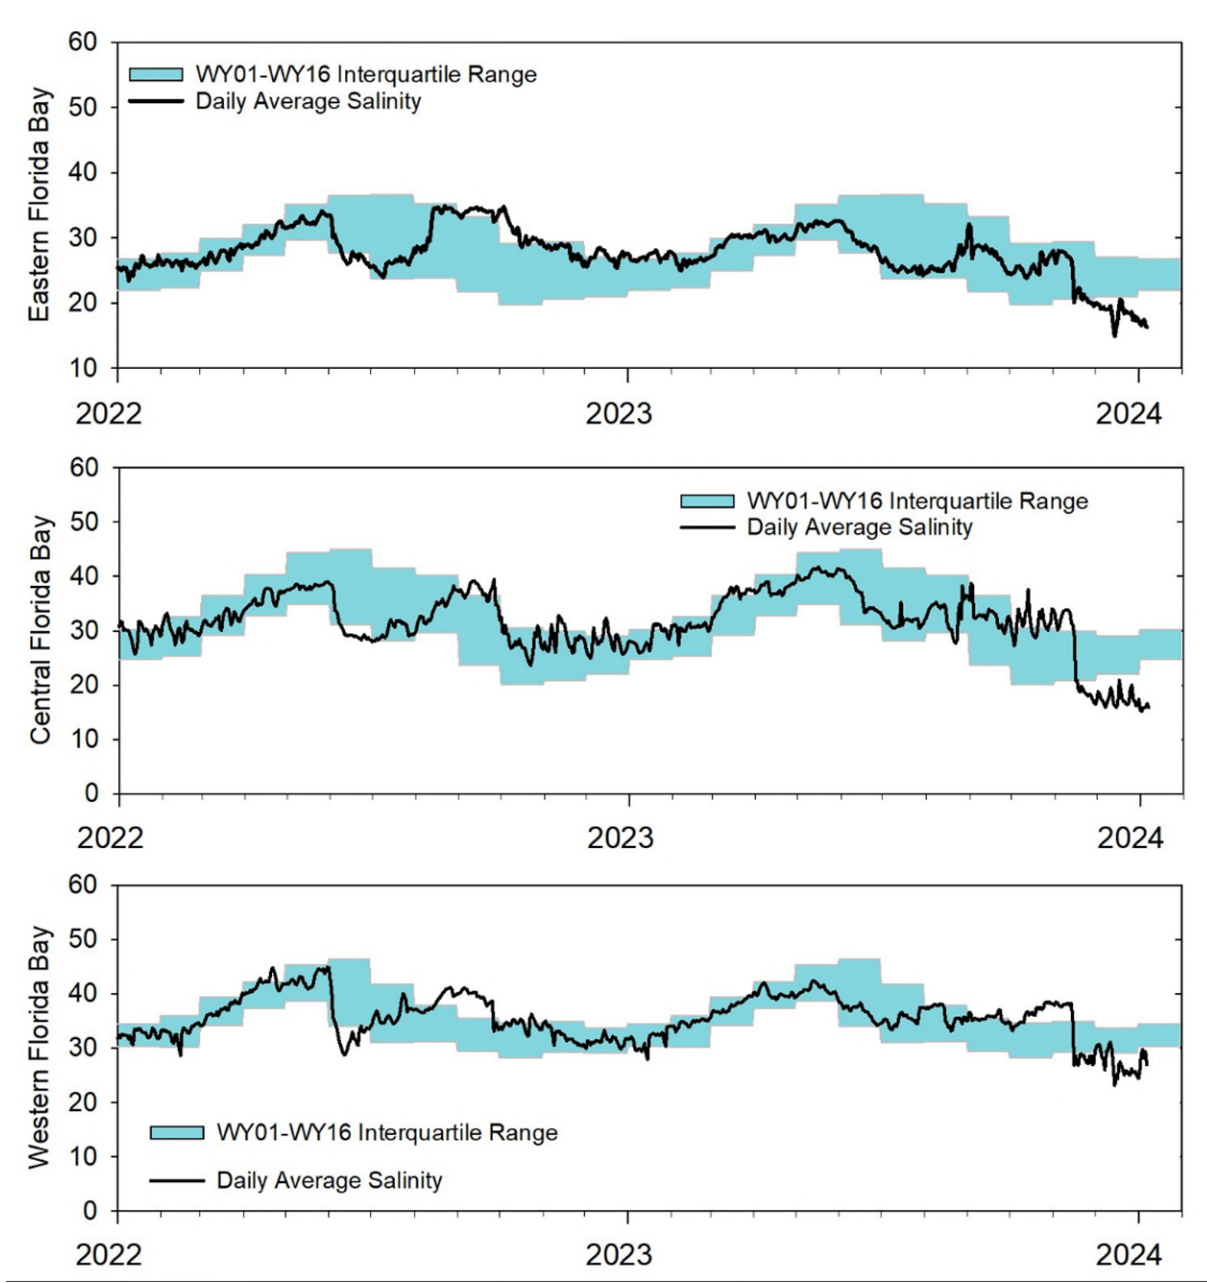 60
WY01-WY16 Interquartile Range
Daily Average Salinity
50
40
30
20
10
Eastern Florida Bay
2022 2023 2024
60
WY01-WY16 Interquartile Range
Daily Average Salinity
50
40
30
20
10
0
Central Florida Bay
2022 2023 2024
60
50
40
30
20
WY01-WY16 Interquartile Range
10
Daily Average Salinity
0
Western Florida Bay
2022 2023 2024